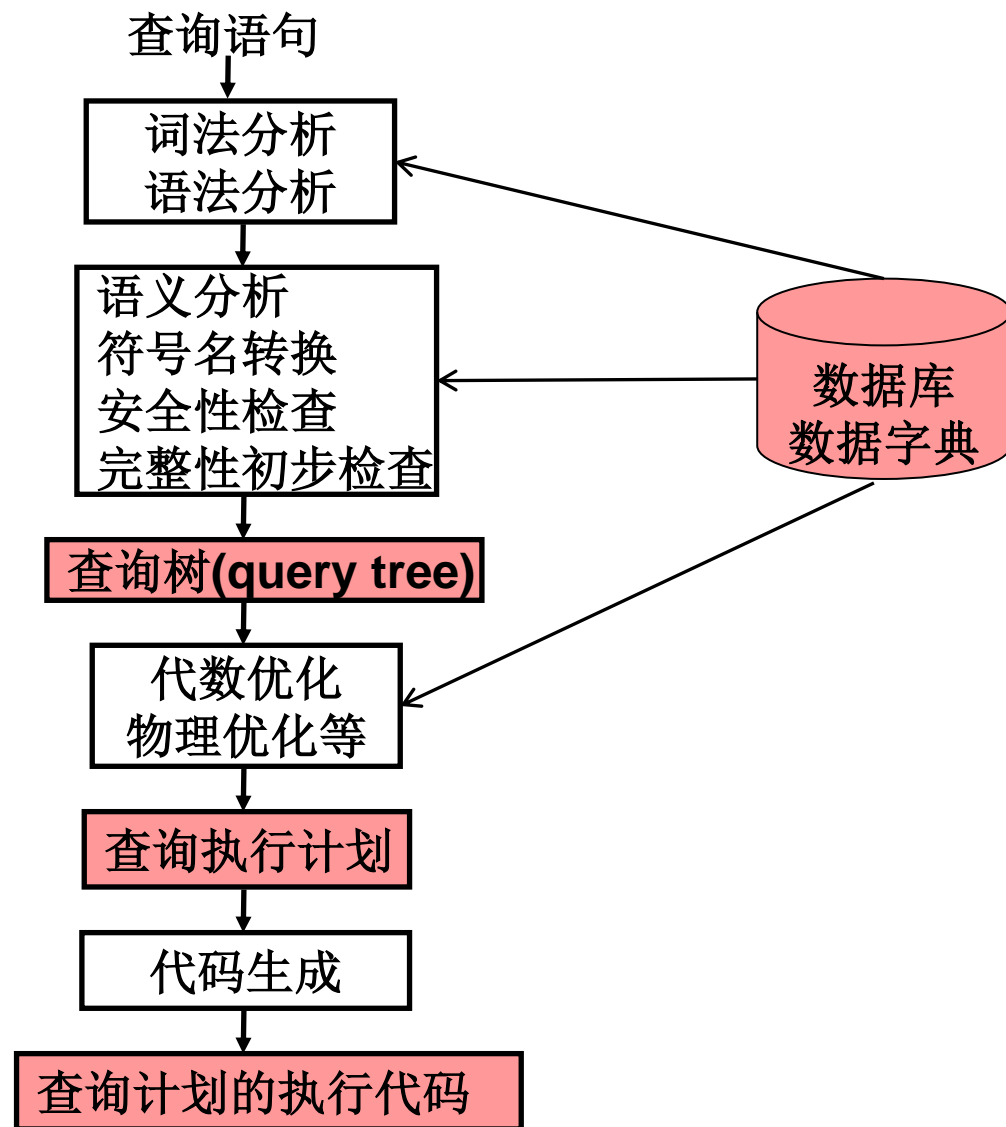 查询语句
词法分析
语法分析
语义分析
符号名转换
安全性检查
完整性初步检查
数据库
数据字典
查询树(query tree)
代数优化
物理优化等
查询执行计划
代码生成
查询计划的执行代码